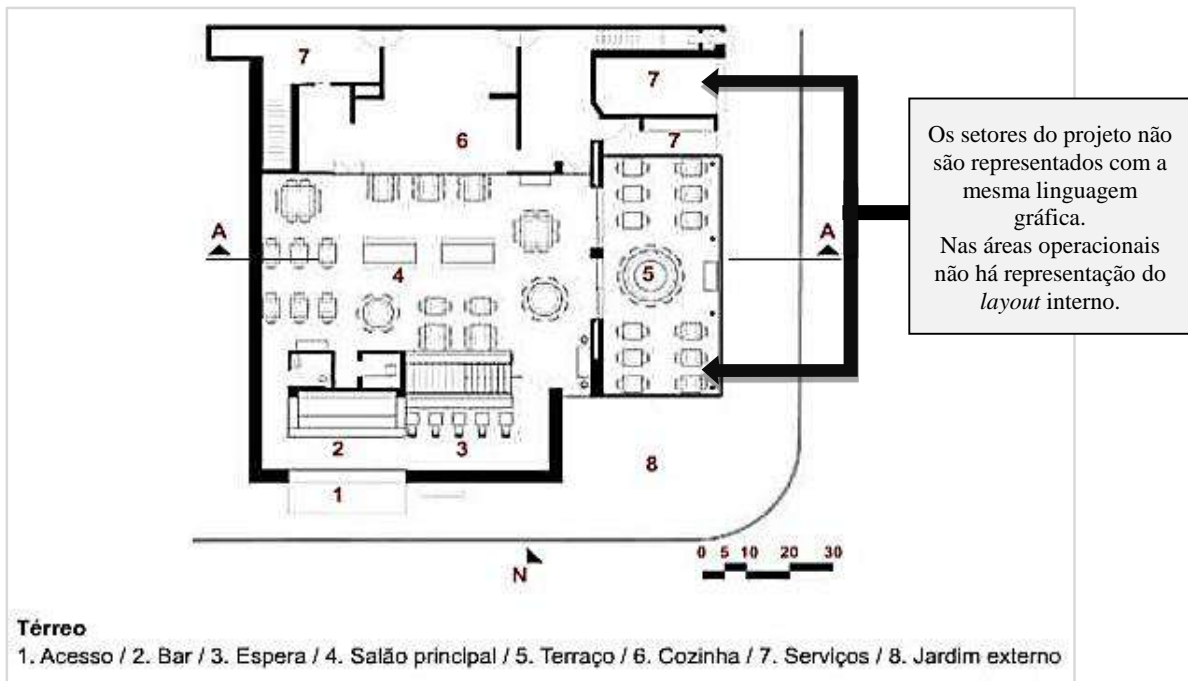 7
7
7
6
Os setores do projeto não
são representados com a
mesma linguagem
gráfica.
Nas áreas operacionais
não há representação do
layout interno.
A
A
4
5
2
3
8
1
N
0 5 10 20 30
Térreo
1. Acesso / 2. Bar / 3. Espera / 4. Salão principal / 5. Terraço / 6. Cozinha / 7. Serviços / 8. Jardim externo